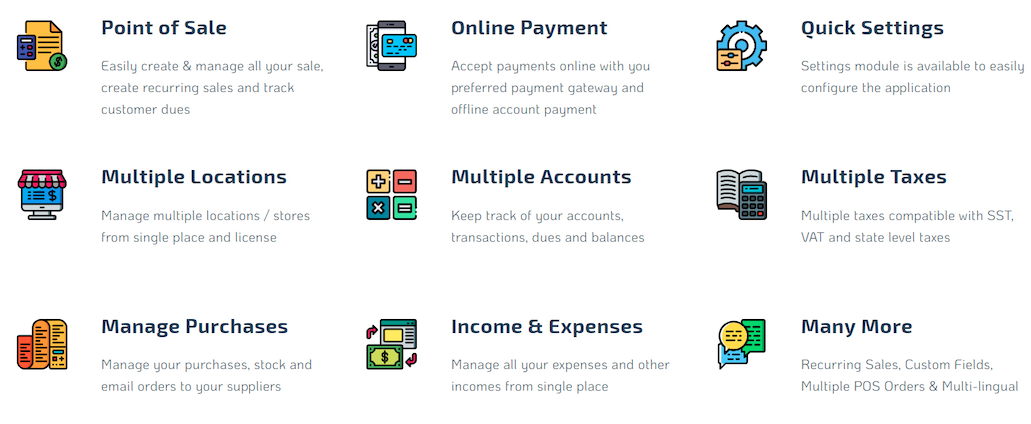 Point of Sale
Easily create & manage all your sale,
create recurring sales and track
customer dues
Online Payment
Accept payments online with you
preferred payment gateway and
offline account payment
Quick Settings
Settings module is available to easily
configure the application
Multiple Locations
Manage multiple locations / stores
from single place and license
Multiple Accounts
Keep track of your accounts,
transactions, dues and balances
Multiple Taxes
Multiple taxes compatible with SST,
VAT and state level taxes
Manage Purchases
Manage your purchases, stock and
email orders to your suppliers
Income & Expenses
Manage all your expenses and other
incomes from single place
Many More
Recurring Sales, Custom Fields,
Multiple POS Orders & Multi-lingual